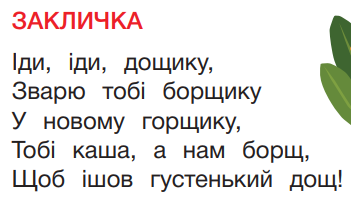 ЗАКЛИЧКА
Іди, іди, дощику,
Зварю тобі борщику
У новому горщику,
Тобі каша, а нам борщ,
Щоб ішов густенький дощ!